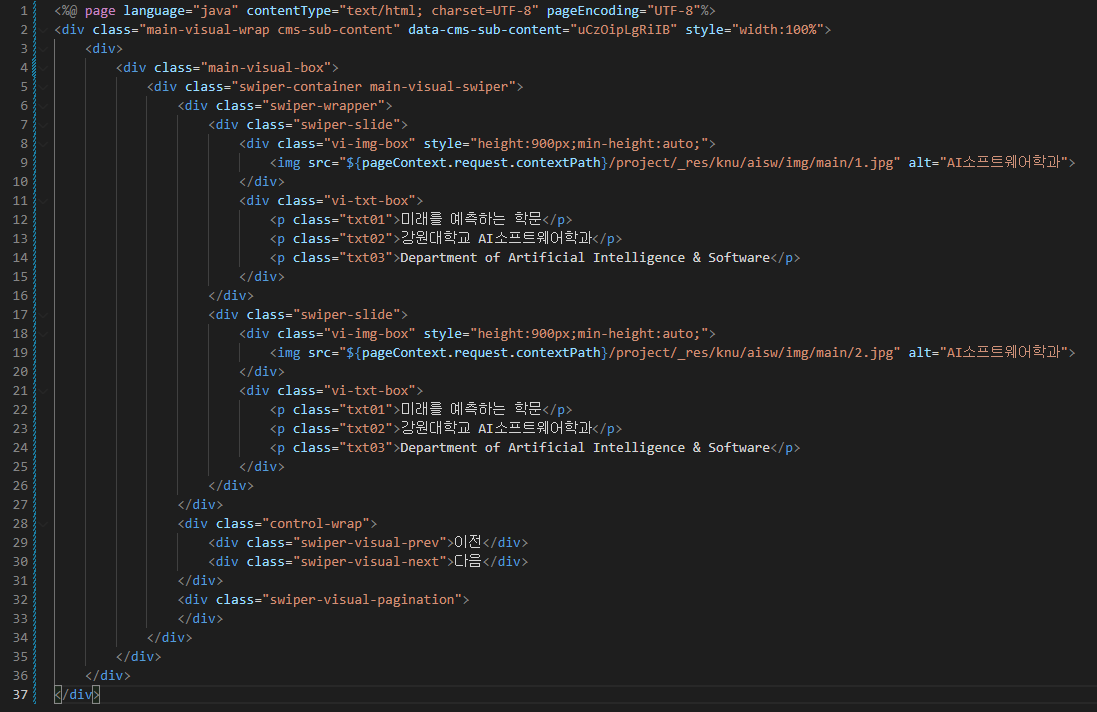 1 <%@ page language="java" contentType="text/html; charset=UTF-8" pageEncoding="UTF-8"%>
2 <div class="main-visual-wrap cms-sub-content" data-cms-sub-content="uCzOipLgRiIB" style="width:100%">
3     <div>
4         <div class="main-visual-box">
5             <div class="swiper-container main-visual-swiper">
6                 <div class="swiper-wrapper">
7                     <div class="swiper-slide">
8                         <div class="vi-img-box" style="height:900px;min-height:auto;">
9                             <img src="${pageContext.request.contextPath}/project/_res/knu/aisw/img/main/1.jpg" alt="AI소프트웨어학과">
10                         </div>
11                         <div class="vi-txt-box">
12                             <p class="txt01">미래를 예측하는 학문</p>
13                             <p class="txt02">강원대학교 AI소프트웨어학과</p>
14                             <p class="txt03">Department of Artificial Intelligence & Software</p>
15                         </div>
16                     </div>
17                     <div class="swiper-slide">
18                         <div class="vi-img-box" style="height:900px;min-height:auto;">
19                             <img src="${pageContext.request.contextPath}/project/_res/knu/aisw/img/main/2.jpg" alt="AI소프트웨어학과">
20                         </div>
21                         <div class="vi-txt-box">
22                             <p class="txt01">미래를 예측하는 학문</p>
23                             <p class="txt02">강원대학교 AI소프트웨어학과</p>
24                             <p class="txt03">Department of Artificial Intelligence & Software</p>
25                         </div>
26                     </div>
27                 </div>
28                 <div class="control-wrap">
29                     <div class="swiper-visual-prev">이전</div>
30                     <div class="swiper-visual-next">다음</div>
31                 </div>
32                 <div class="swiper-visual-pagination">
33                 </div>
34             </div>
35         </div>
36     </div>
37 </div>